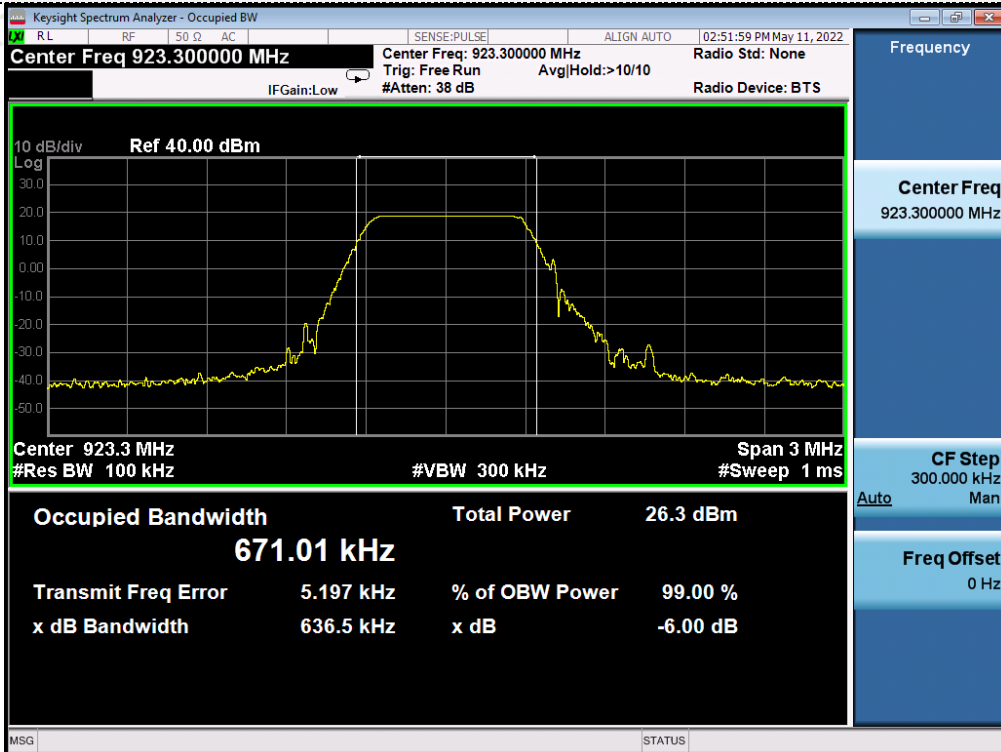 Keysight Spectrum Analyzer - Occupied BW
LXI RL RF 50 Ω AC SENSE:PULSE ALIGN AUTO 02:51:59 PM May 11, 2022
Center Freq 923.300000 MHz
Center Freq: 923.300000 MHz
Radio Std: None
Trig: Free Run Avg|Hold:>10/10
IFGain:Low
#Atten: 38 dB
Radio Device: BTS
10 dB/div Ref 40.00 dBm
Log
30.0
20.0
10.0
0.00
-10.0
-20.0
-30.0
-40.0
-50.0
Center 923.3 MHz Span 3 MHz
#Res BW 100 kHz #VBW 300 kHz #Sweep 1 ms
Occupied Bandwidth Total Power 26.3 dBm
671.01 kHz
Transmit Freq Error 5.197 kHz % of OBW Power 99.00 %
x dB Bandwidth 636.5 kHz x dB -6.00 dB
MSG STATUS
Frequency
Center Freq
923.300000 MHz
CF Step
300.000 kHz
Auto Man
Freq Offset
0 Hz